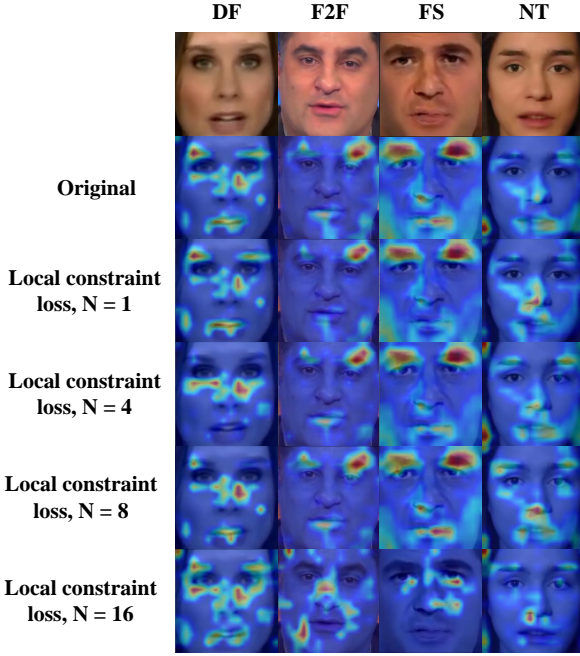 DF F2F FS NT
Original
Local constraint
loss, N = 1
Local constraint
loss, N = 4
Local constraint
loss, N = 8
Local constraint
loss, N = 16